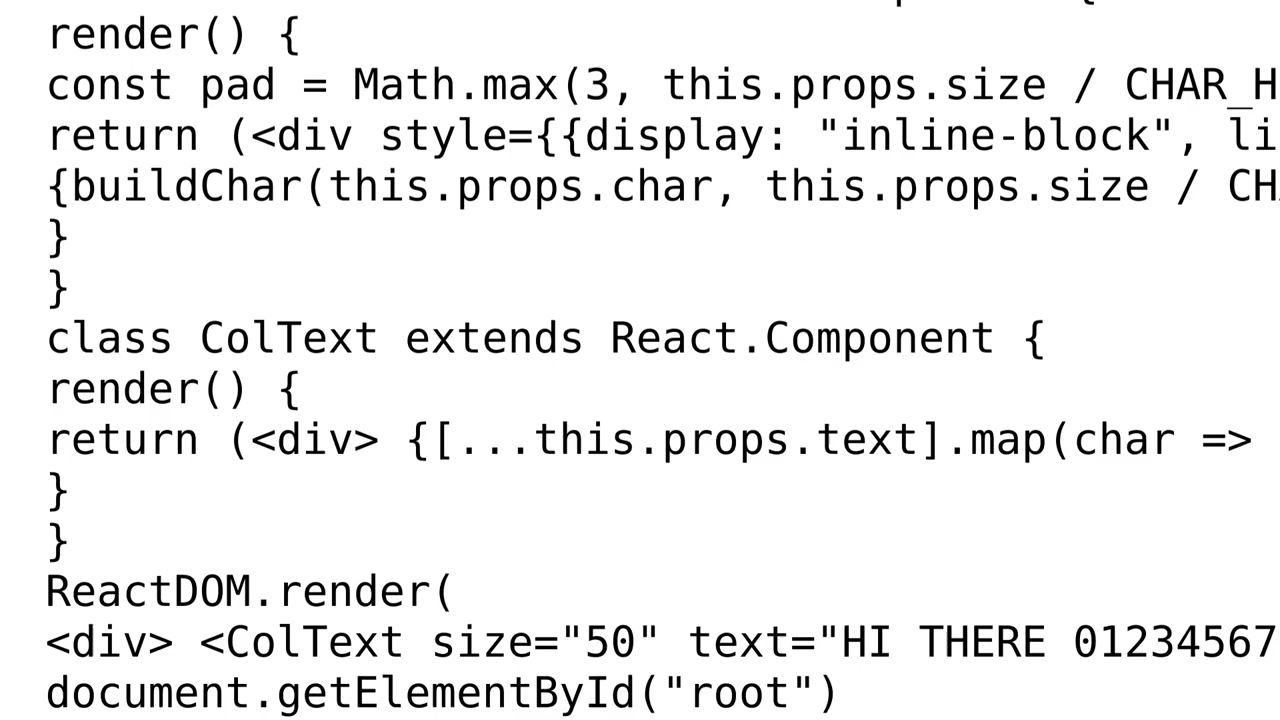 render() {
const pad = Math.max(3, this.props.size / CHAR_H
return (<div style={{display: "inline-block", li
{buildChar(this.props.char, this.props.size / CH
}
}
class ColText extends React.Component {
render() {
return (<div> {[...this.props.text].map(char =>
}
}
ReactDOM.render(
<div> <ColText size="50" text="HI THERE 01234567
document.getElementById("root")